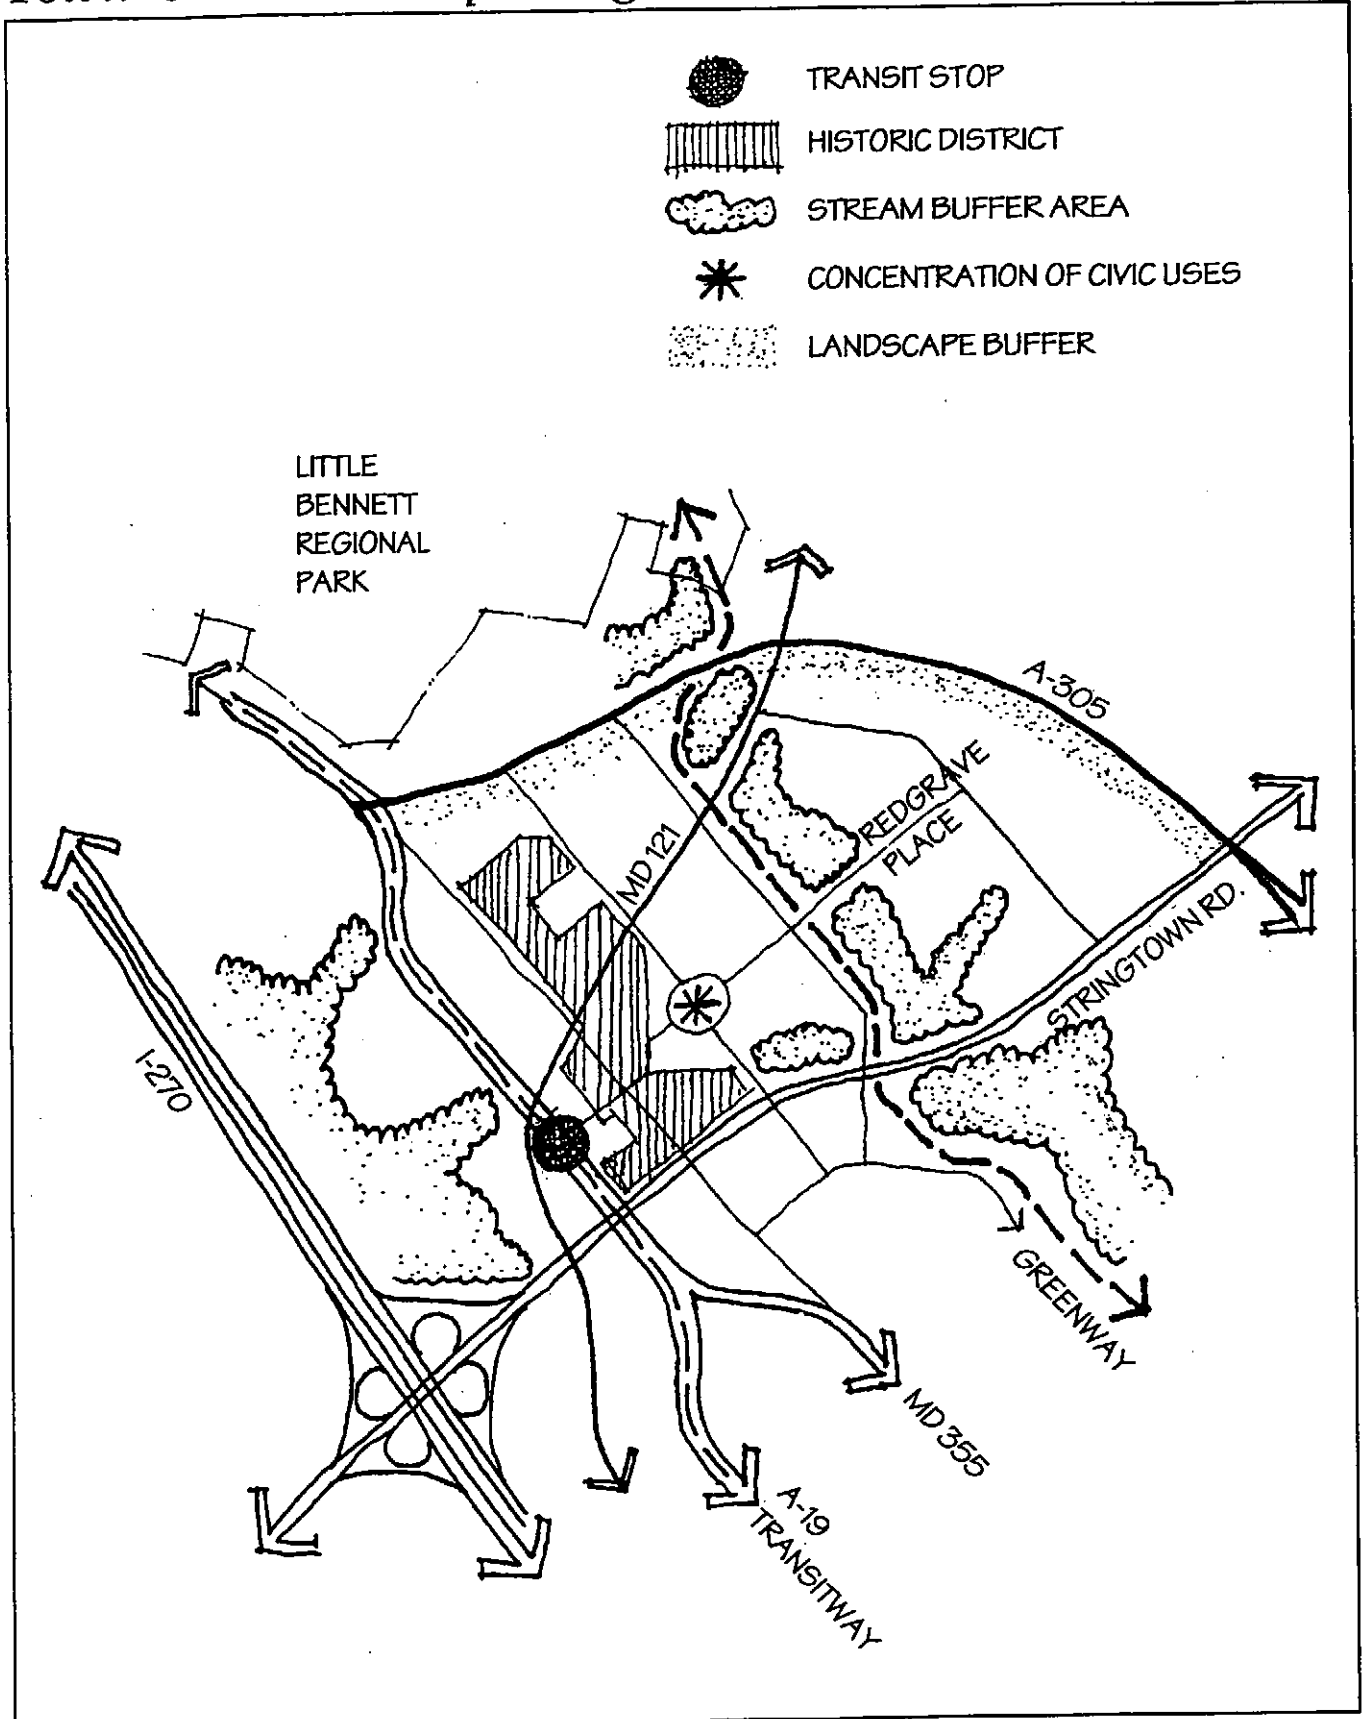 TRANSIT STOP
HISTORIC DISTRICT
STREAM BUFFER AREA
CONCENTRATION OF CIVIC USES
LANDSCAPE BUFFER
LITTLE
BENNETT
REGIONAL
PARK
A-305
REDGRAVE
PLACE
MD 121
STRINGTOWN RD.
I-270
GREENWAY
MD 355
A-19
TRANSITWAY